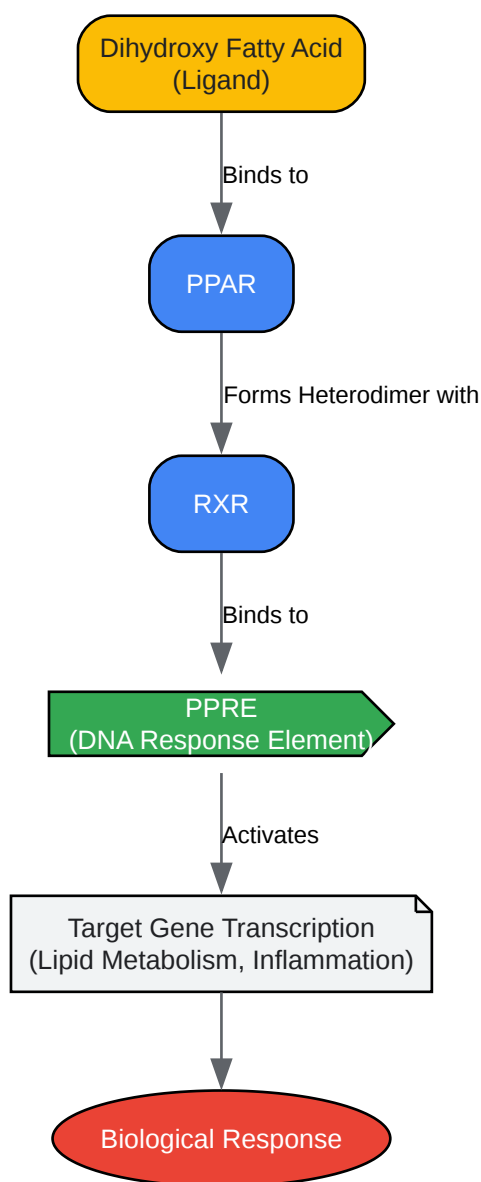 Dihydroxy Fatty Acid
(Ligand)
Binds to
PPAR
Forms Heterodimer with
RXR
Binds to
PPRE
(DNA Response Element)
Activates
Target Gene Transcription
(Lipid Metabolism, Inflammation)
Biological Response